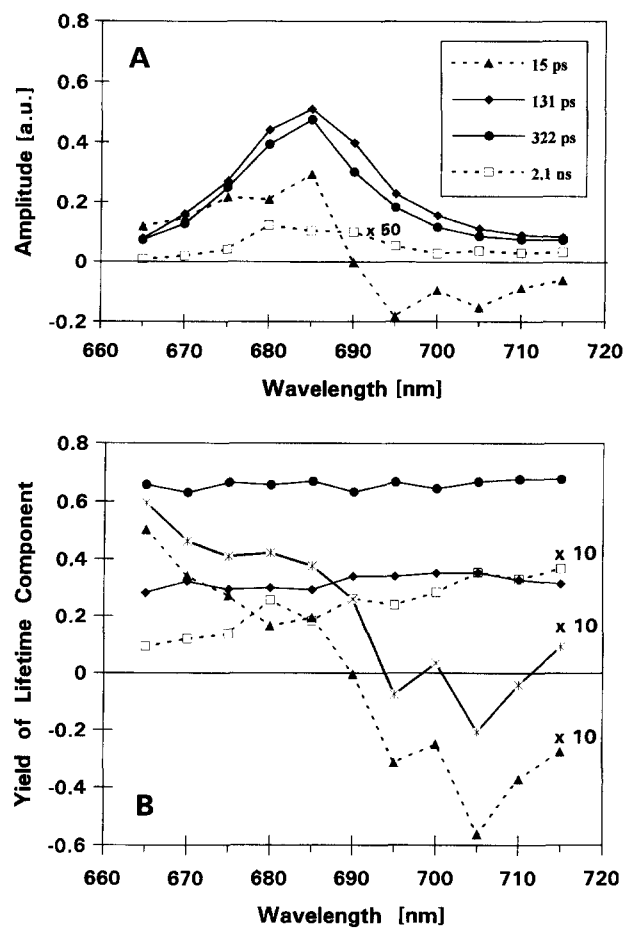 A
0.8
0.6
0.4
0.2
0
-0.2
Amplitude [a.u.]
15 ps
131 ps
322 ps
2.1 ns
x 50
660 670 680 690 700 710 720
Wavelength [nm]
0.8
0.6
0.4
0.2
0
-0.2
-0.4
-0.6
Yield of Lifetime Component
x 10
x 10
x 10
B
660 670 680 690 700 710 720
Wavelength [nm]